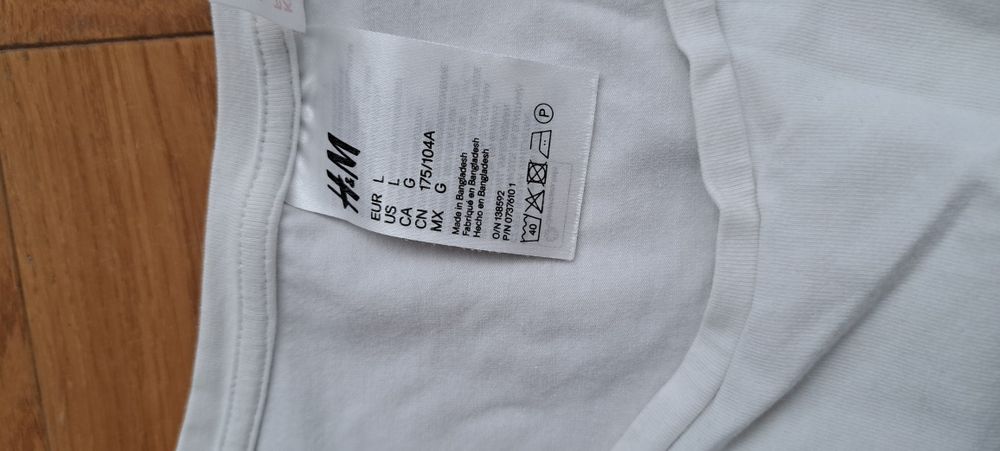 H&M
EUR L
US L
CA G
CN 175/104A
MX G
Made in Bangladesh
Fabriqué en Bangladesh
Hecho en Bangladesh
O/N 138592
P/N 0737610 1
40 P